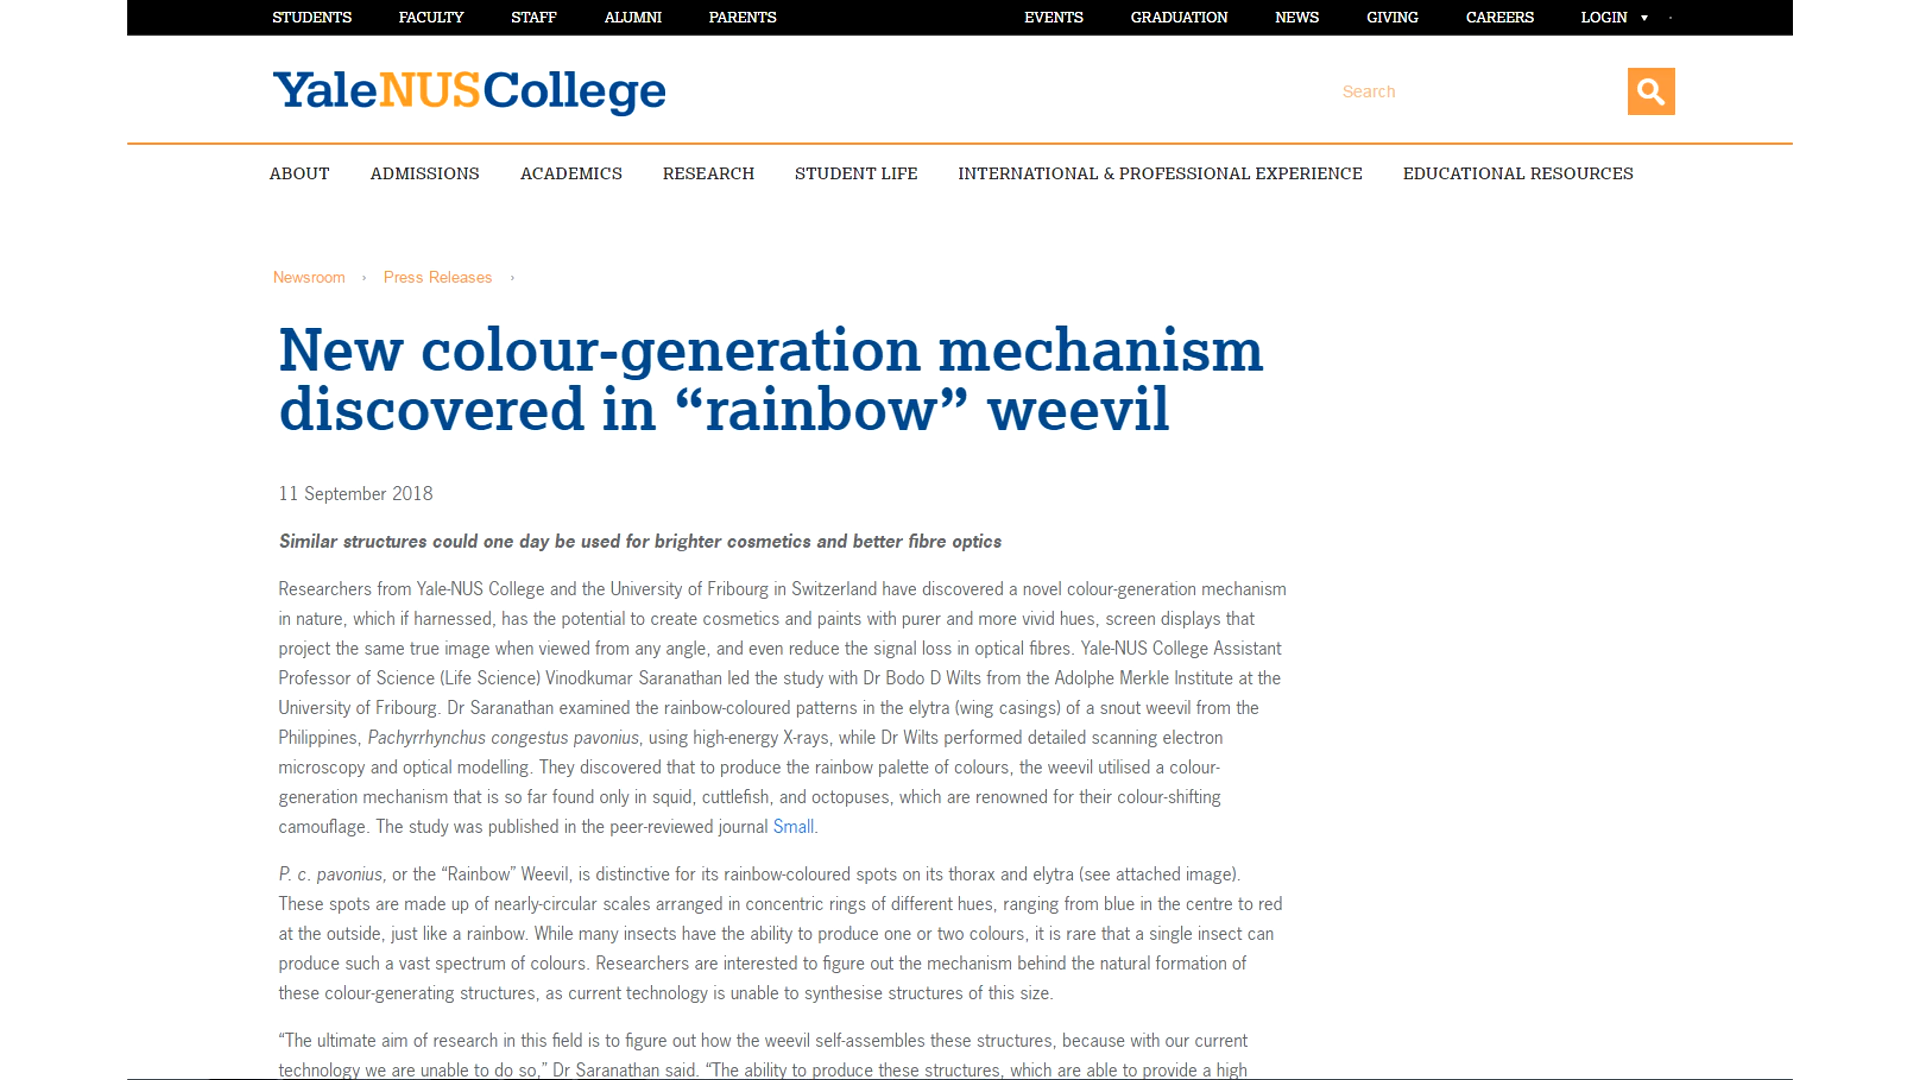 STUDENTS FACULTY STAFF ALUMNI PARENTS EVENTS GRADUATION NEWS GIVING CAREERS LOGIN
YaleNUSCollege
Search
ABOUT ADMISSIONS ACADEMICS RESEARCH STUDENT LIFE INTERNATIONAL & PROFESSIONAL EXPERIENCE EDUCATIONAL RESOURCES
Newsroom › Press Releases ›
New colour-generation mechanism
discovered in “rainbow” weevil
11 September 2018
Similar structures could one day be used for brighter cosmetics and better fibre optics
Researchers from Yale-NUS College and the University of Fribourg in Switzerland have discovered a novel colour-generation mechanism
in nature, which if harnessed, has the potential to create cosmetics and paints with purer and more vivid hues, screen displays that
project the same true image when viewed from any angle, and even reduce the signal loss in optical fibres. Yale-NUS College Assistant
Professor of Science (Life Science) Vinodkumar Saranathan led the study with Dr Bodo D Wilts from the Adolphe Merkle Institute at the
University of Fribourg. Dr Saranathan examined the rainbow-coloured patterns in the elytra (wing casings) of a snout weevil from the
Philippines, Pachyrrhynchus congestus pavonius, using high-energy X-rays, while Dr Wilts performed detailed scanning electron
microscopy and optical modelling. They discovered that to produce the rainbow palette of colours, the weevil utilised a colour-
generation mechanism that is so far found only in squid, cuttlefish, and octopuses, which are renowned for their colour-shifting
camouflage. The study was published in the peer-reviewed journal Small.
P. c. pavonius, or the “Rainbow” Weevil, is distinctive for its rainbow-coloured spots on its thorax and elytra (see attached image).
These spots are made up of nearly-circular scales arranged in concentric rings of different hues, ranging from blue in the centre to red
at the outside, just like a rainbow. While many insects have the ability to produce one or two colours, it is rare that a single insect can
produce such a vast spectrum of colours. Researchers are interested to figure out the mechanism behind the natural formation of
these colour-generating structures, as current technology is unable to synthesise structures of this size.
“The ultimate aim of research in this field is to figure out how the weevil self-assembles these structures, because with our current
technology we are unable to do so,” Dr Saranathan said. “The ability to produce these structures, which are able to provide a high